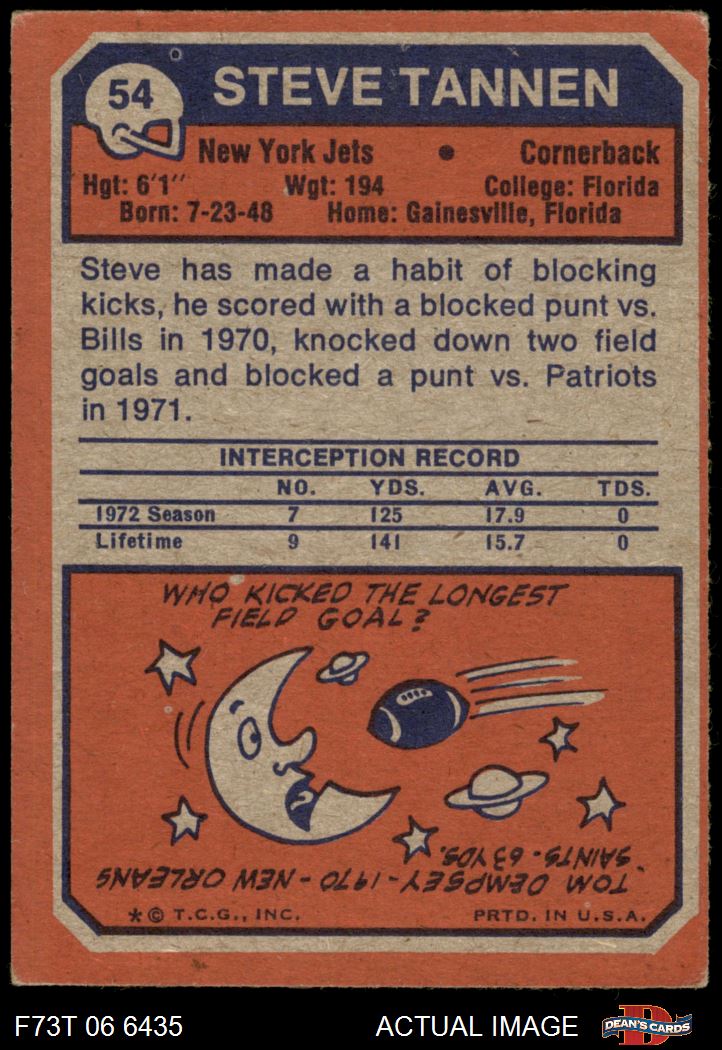 54
STEVE TANNEN
New York Jets • Cornerback
Hgt: 6'1" Wgt: 194 College: Florida
Born: 7-23-48 Home: Gainesville, Florida
Steve has made a habit of blocking
kicks, he scored with a blocked punt vs.
Bills in 1970, knocked down two field
goals and blocked a punt vs. Patriots
in 1971.
INTERCEPTION RECORD
NO. YDS. AVG. TDS.
1972 Season 7 125 17.9 0
Lifetime 9 141 15.7 0
WHO KICKED THE LONGEST
FIELD GOAL?
TOM DEMPSEY-1970-NEW ORLEANS
SAINTS-63 YDS.
* © T.C.G., INC. PRTD. IN U.S.A.
F73T 06 6435 ACTUAL IMAGE DEAN'S CARDS